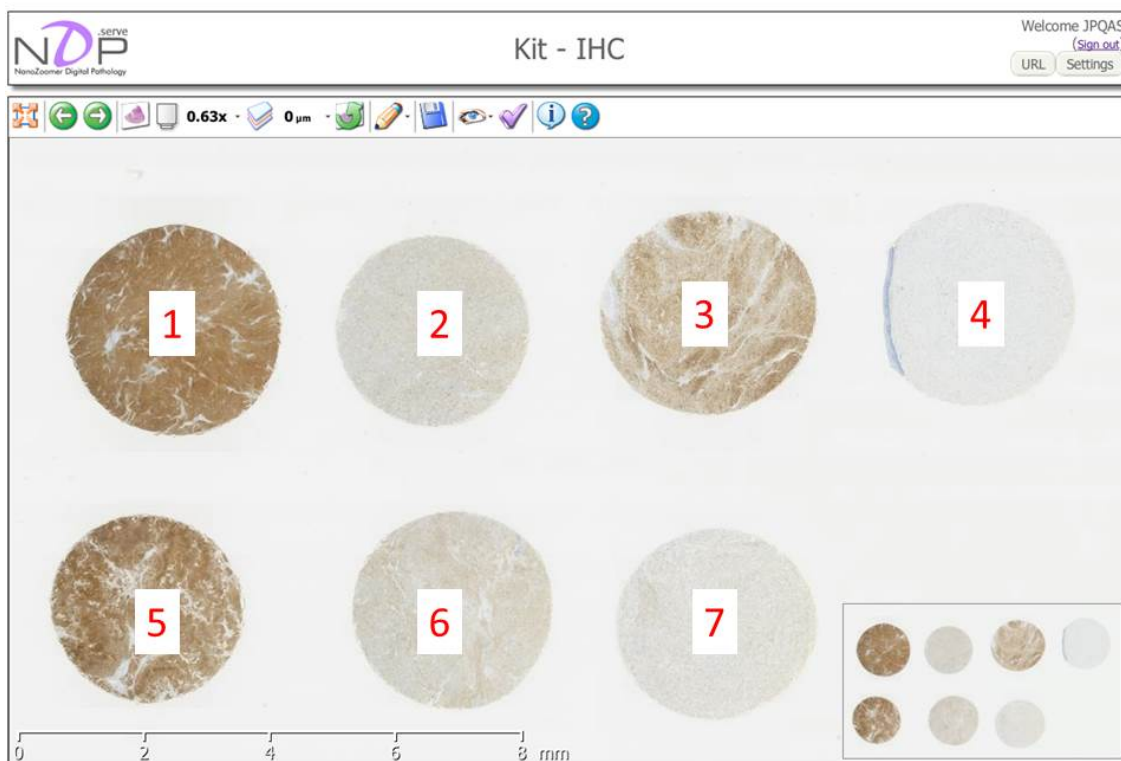 .serve
NDP
NanoZoomer Digital Pathology
Kit - IHC
Welcome JPQAS
(Sign out)
URL Settings
0.63x 0 µm
1 2 3 4
5 6 7
0 2 4 6 8 mm